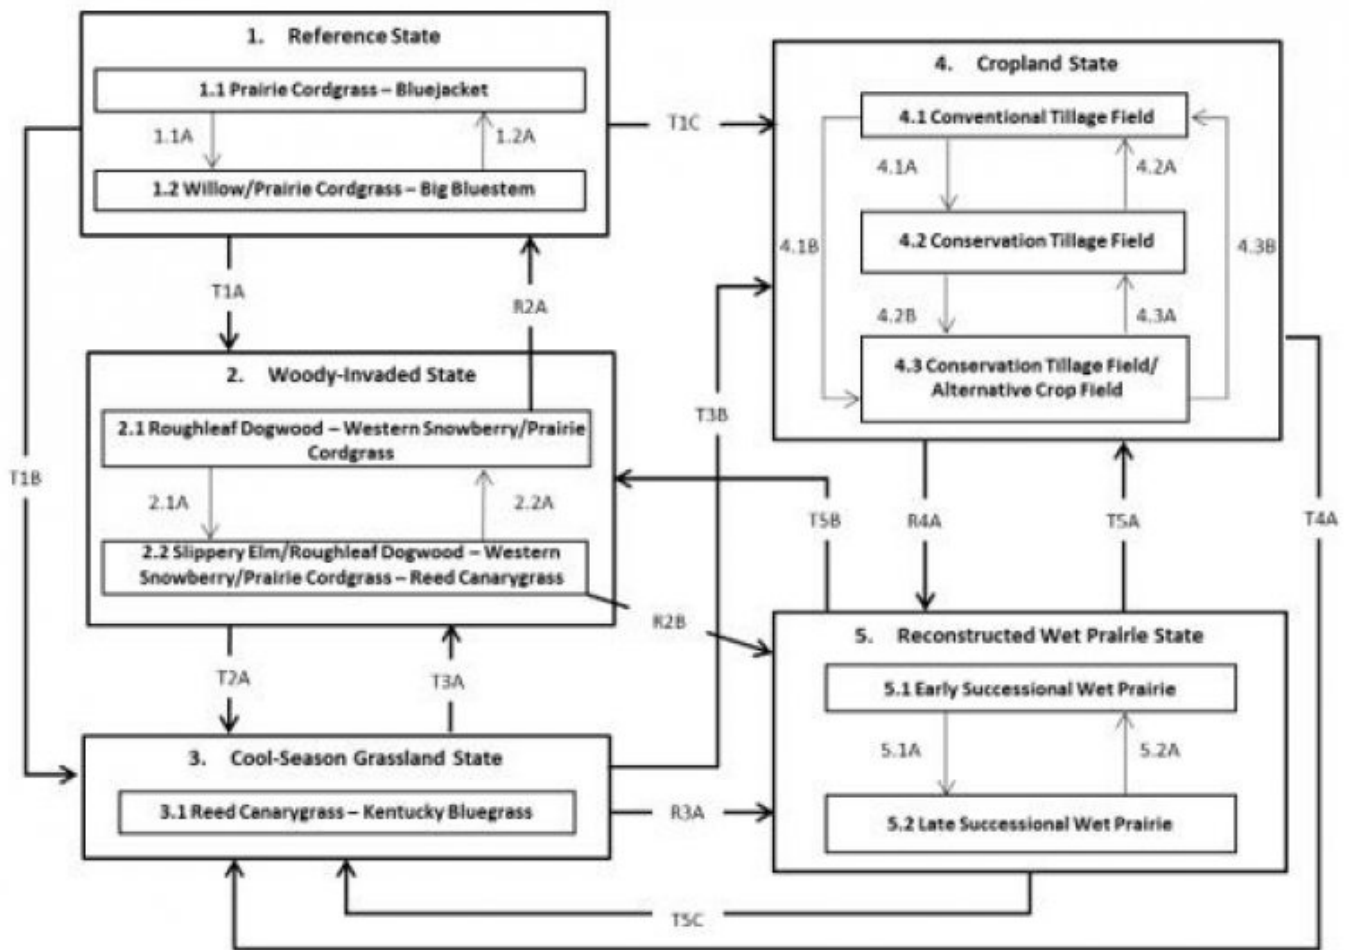 1. Reference State
1.1 Prairie Cordgrass – Bluejacket
1.1A
1.2A
1.2 Willow/Prairie Cordgrass – Big Bluestem
T1C
T1A
R2A
T1B
2. Woody-Invaded State
2.1 Roughleaf Dogwood – Western Snowberry/Prairie
Cordgrass
2.1A
2.2A
2.2 Slippery Elm/Roughleaf Dogwood – Western
Snowberry/Prairie Cordgrass – Reed Canarygrass
R2B
T2A
T3A
3. Cool-Season Grassland State
3.1 Reed Canarygrass – Kentucky Bluegrass
T3B
R3A
4. Cropland State
4.1 Conventional Tillage Field
4.1A
4.2A
4.1B
4.2 Conservation Tillage Field
4.3B
4.2B
4.3A
4.3 Conservation Tillage Field/
Alternative Crop Field
T5B
R4A
T5A
T4A
5. Reconstructed Wet Prairie State
5.1 Early Successional Wet Prairie
5.1A
5.2A
5.2 Late Successional Wet Prairie
T5C